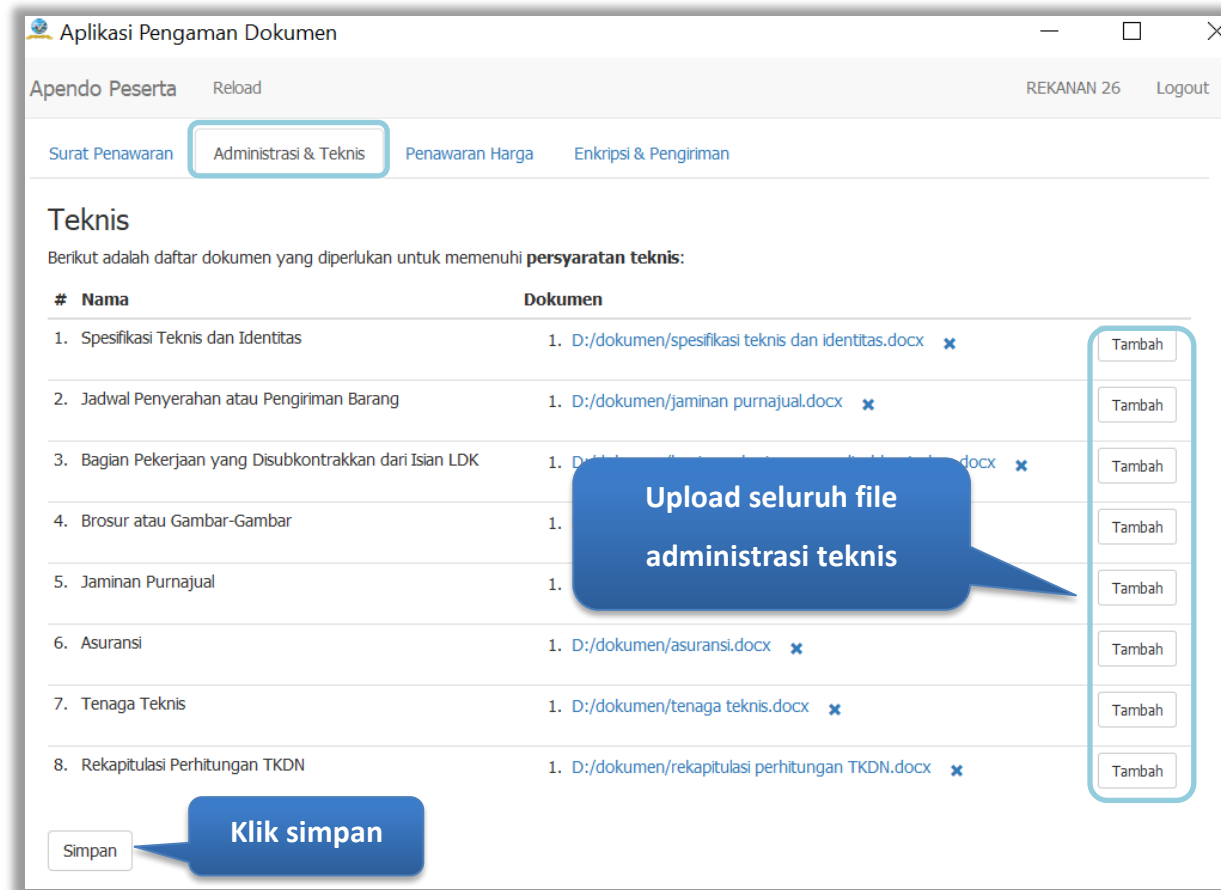 Aplikasi Pengaman Dokumen
Apendo Peserta Reload REKANAN 26 Logout
Surat Penawaran Administrasi & Teknis Penawaran Harga Enkripsi & Pengiriman
Teknis
Berikut adalah daftar dokumen yang diperlukan untuk memenuhi persyaratan teknis:
# Nama Dokumen
1. Spesifikasi Teknis dan Identitas 1. D:/dokumen/spesifikasi teknis dan identitas.docx Tambah
2. Jadwal Penyerahan atau Pengiriman Barang 1. D:/dokumen/jaminan purnajual.docx Tambah
3. Bagian Pekerjaan yang Disubkontrakkan dari Isian LDK 1. docx Tambah
4. Brosur atau Gambar-Gambar 1. Tambah
5. Jaminan Purnajual 1. Tambah
Upload seluruh file
administrasi teknis
6. Asuransi 1. D:/dokumen/asuransi.docx Tambah
7. Tenaga Teknis 1. D:/dokumen/tenaga teknis.docx Tambah
8. Rekapitulasi Perhitungan TKDN 1. D:/dokumen/rekapitulasi perhitungan TKDN.docx Tambah
Klik simpan
Simpan